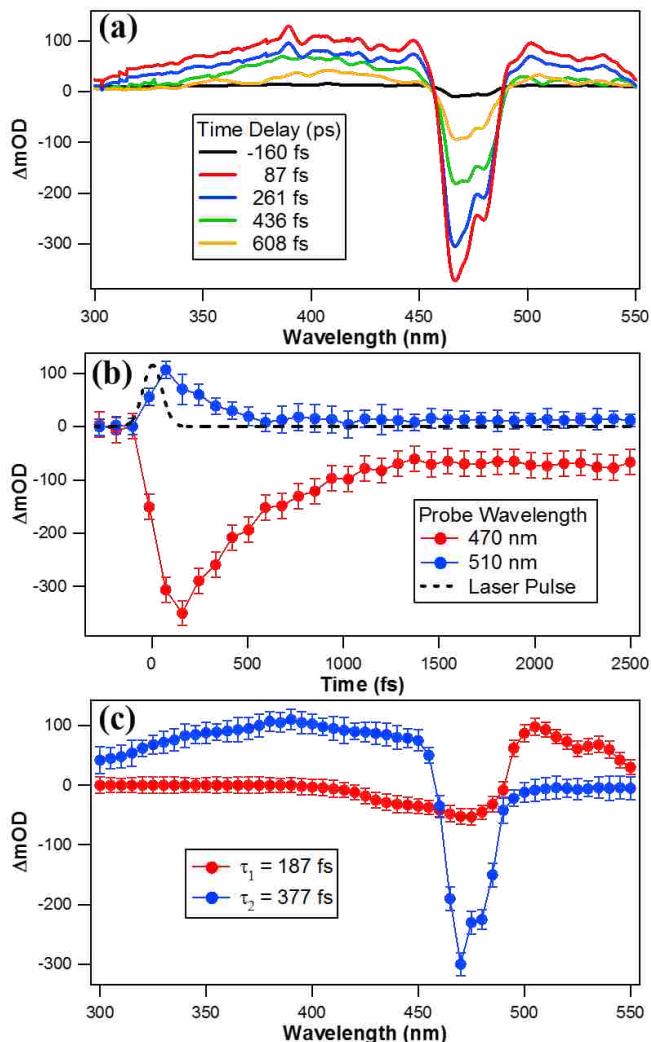 (a)
100
0
-100
-200
-300
ΔmOD
Time Delay (ps)
-160 fs
87 fs
261 fs
436 fs
608 fs
300
350
400
450
500
550
Wavelength (nm)
(b)
100
0
-100
-200
-300
ΔmOD
Probe Wavelength
470 nm
510 nm
Laser Pulse
0
500
1000
1500
2000
2500
Time (fs)
(c)
100
0
-100
-200
-300
ΔmOD
τ1 = 187 fs
τ2 = 377 fs
300
350
400
450
500
550
Wavelength (nm)